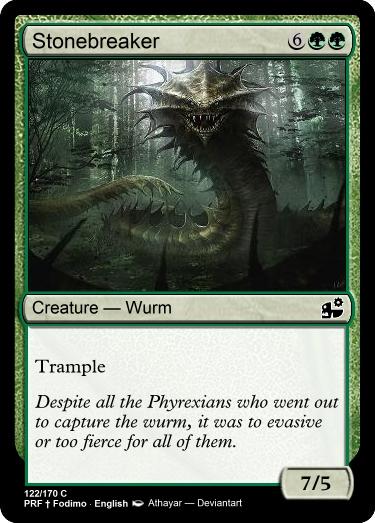 Stonebreaker 6
Creature — Wurm
Trample
Despite all the Phyrexians who went out
to capture the wurm, it was to evasive
or too fierce for all of them.
7/5
122/170 C
PRF † Fodimo · English Athayar — Deviantart